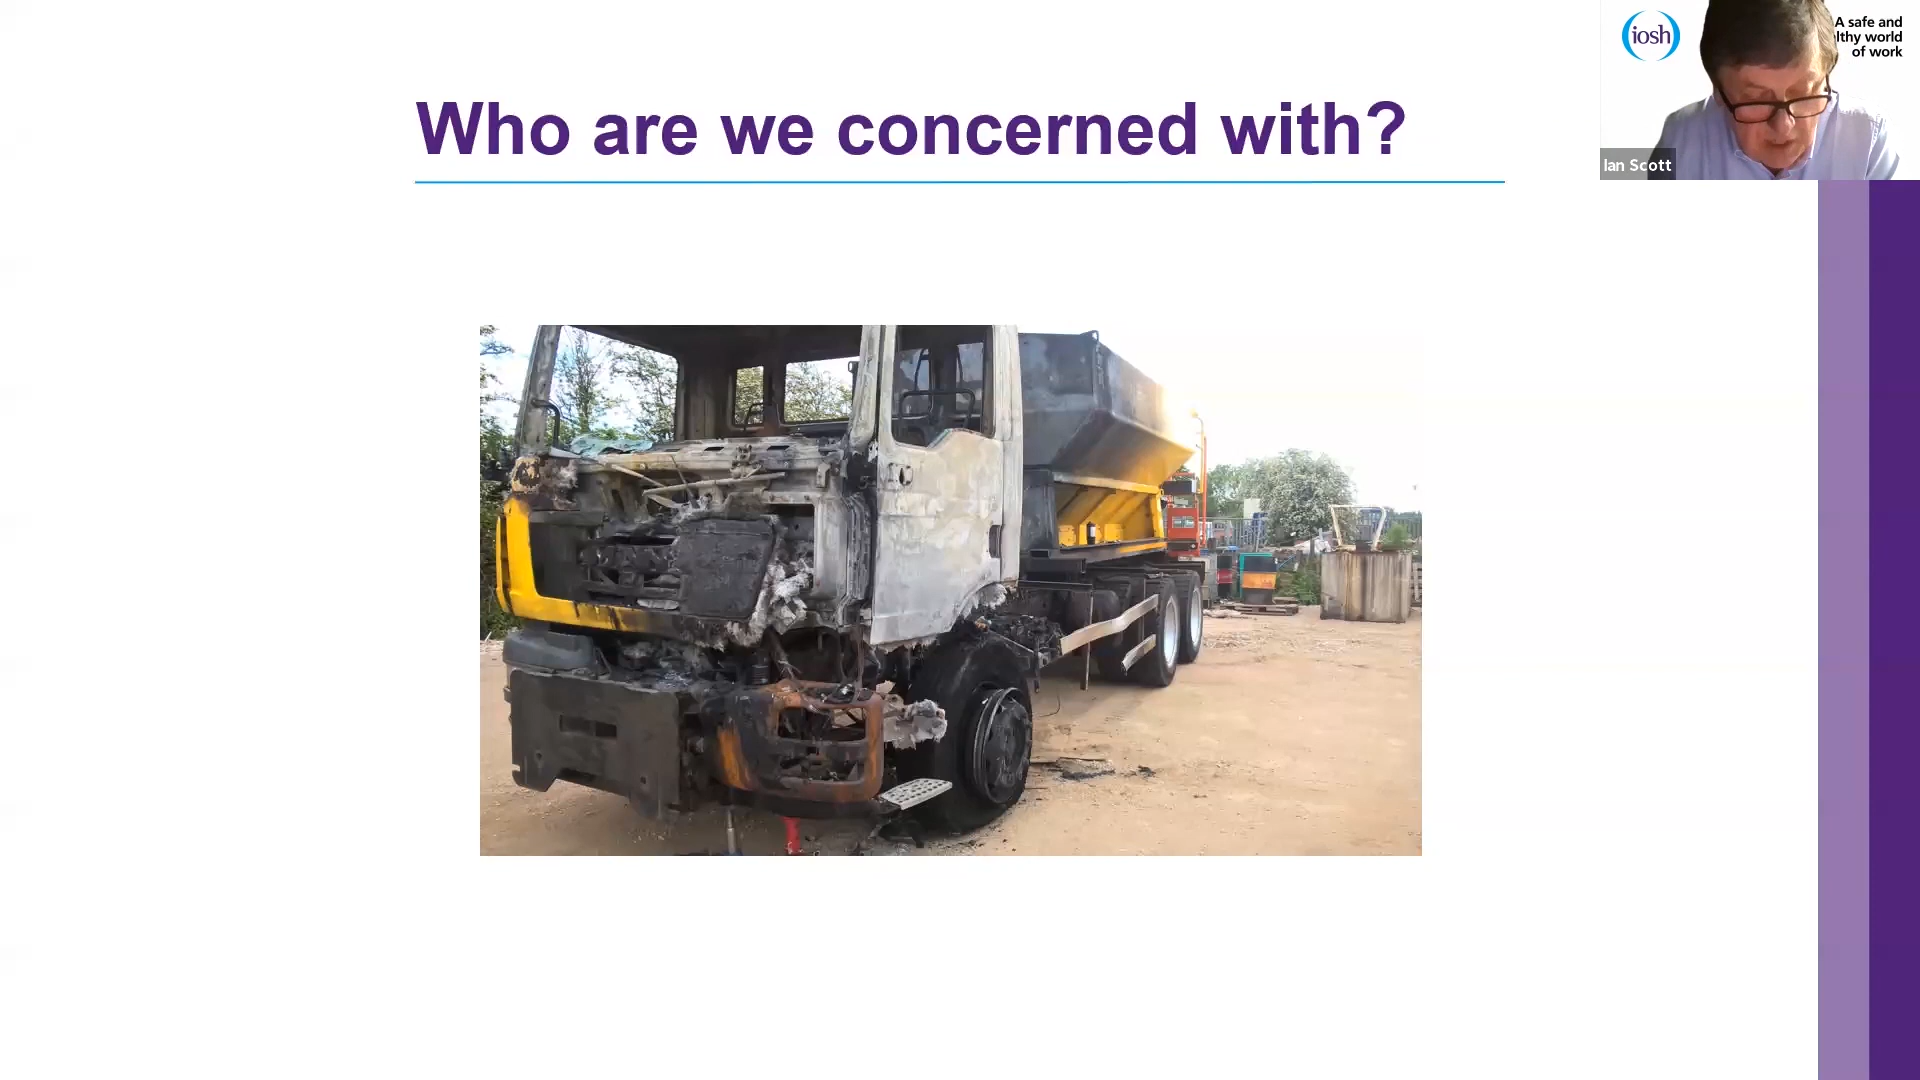 Who are we concerned with?
iosh
A safe and
lthy world
of work
Ian Scott